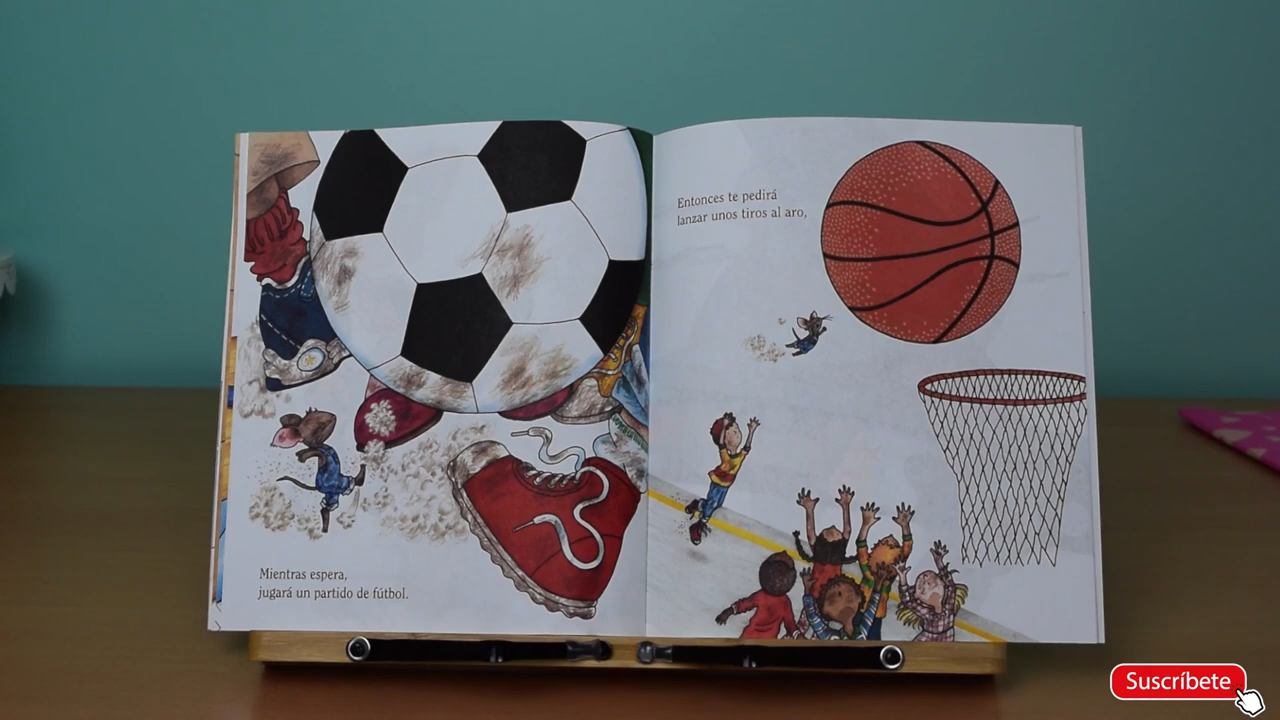 Mientras espera,
jugará un partido de fútbol.
Entonces te pedirá
lanzar unos tiros al aro,
Suscríbete